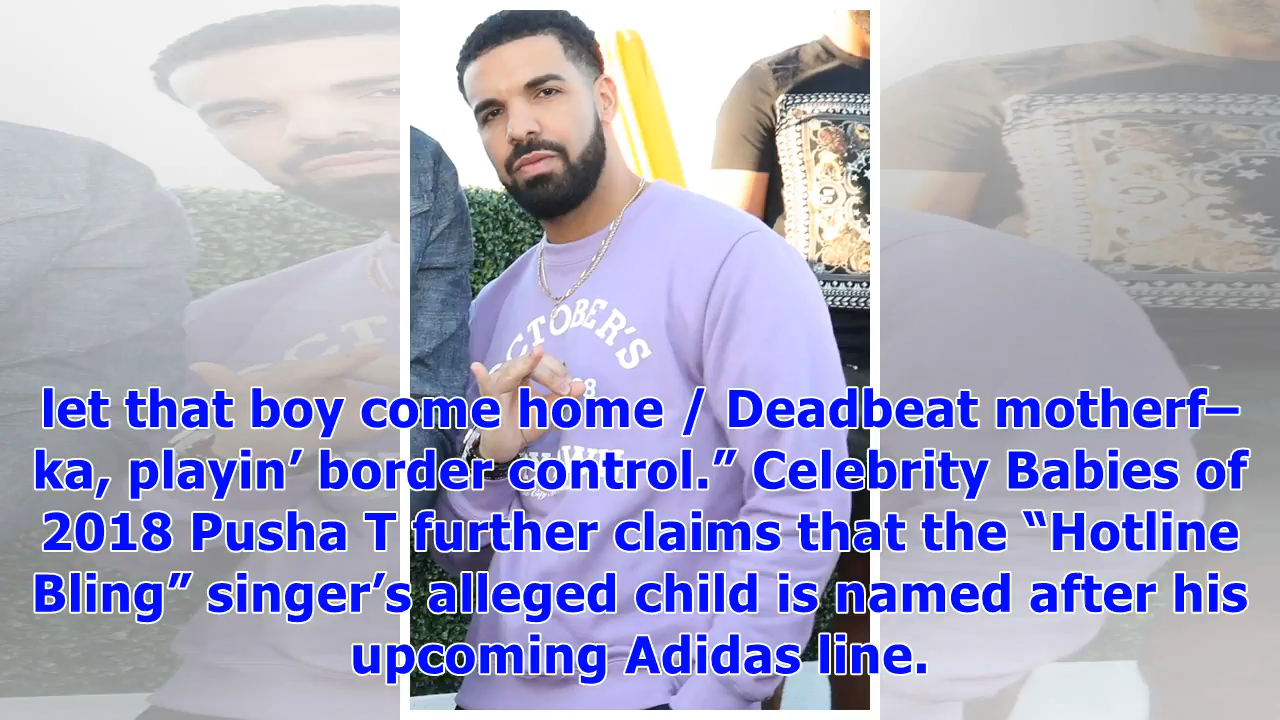 OCTOBER'S
let that boy come home / Deadbeat motherf–
ka, playin’ border control.” Celebrity Babies of
2018 Pusha T further claims that the “Hotline
Bling” singer’s alleged child is named after his
upcoming Adidas line.